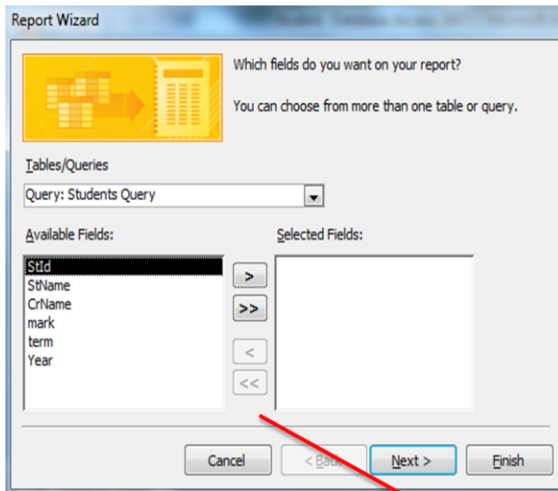 Report Wizard
Which fields do you want on your report?
You can choose from more than one table or query.
Tables/Queries
Query: Students Query
Available Fields:
Selected Fields:
StId
StName
CrName
mark
term
Year
>
>>
<
<<
Cancel
< Back
Next >
Finish